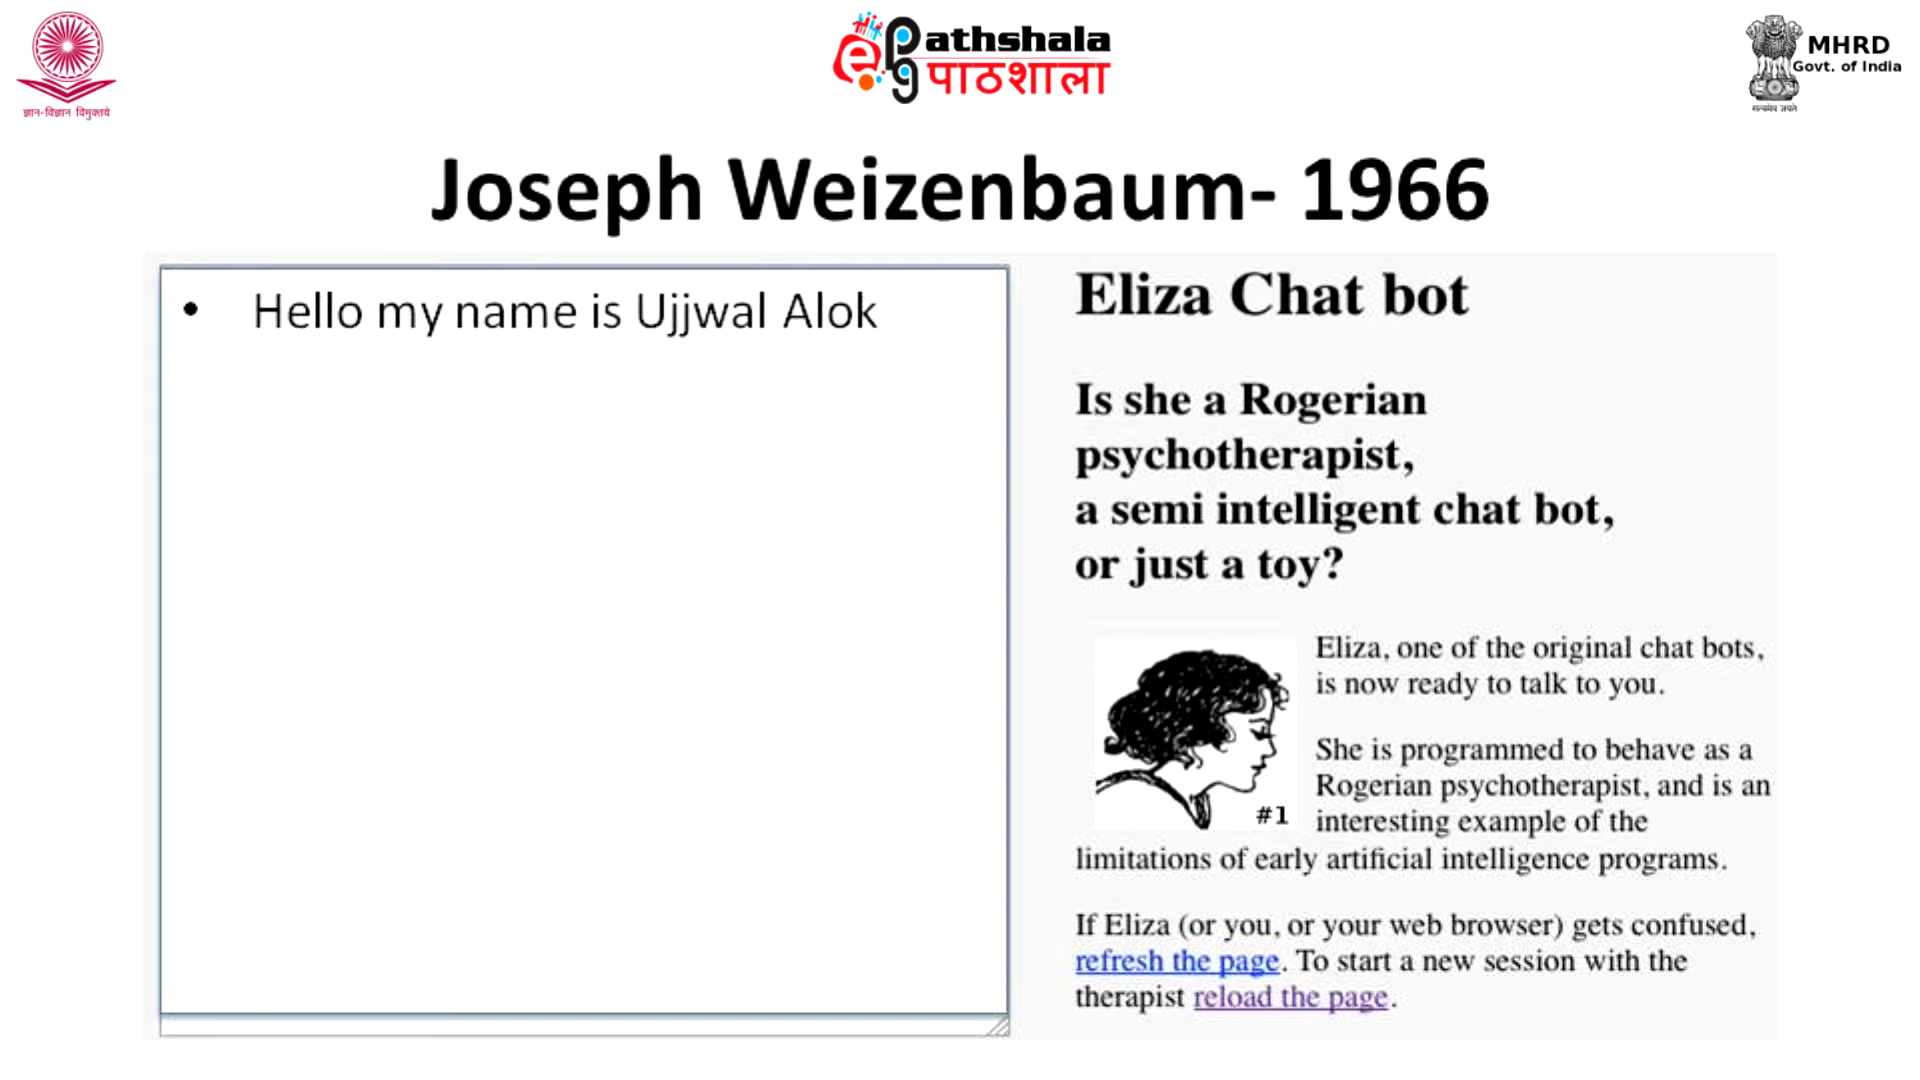 ज्ञान-विज्ञान विमुक्तये
ePG Pathshala
पाठशाला
MHRD
Govt. of India
सत्यमेव जयते
Joseph Weizenbaum- 1966
• Hello my name is Ujjwal Alok
Eliza Chat bot
Is she a Rogerian
psychotherapist,
a semi intelligent chat bot,
or just a toy?
Eliza, one of the original chat bots,
is now ready to talk to you.
She is programmed to behave as a
Rogerian psychotherapist, and is an
#1
interesting example of the
limitations of early artificial intelligence programs.
If Eliza (or you, or your web browser) gets confused,
refresh the page. To start a new session with the
therapist reload the page.